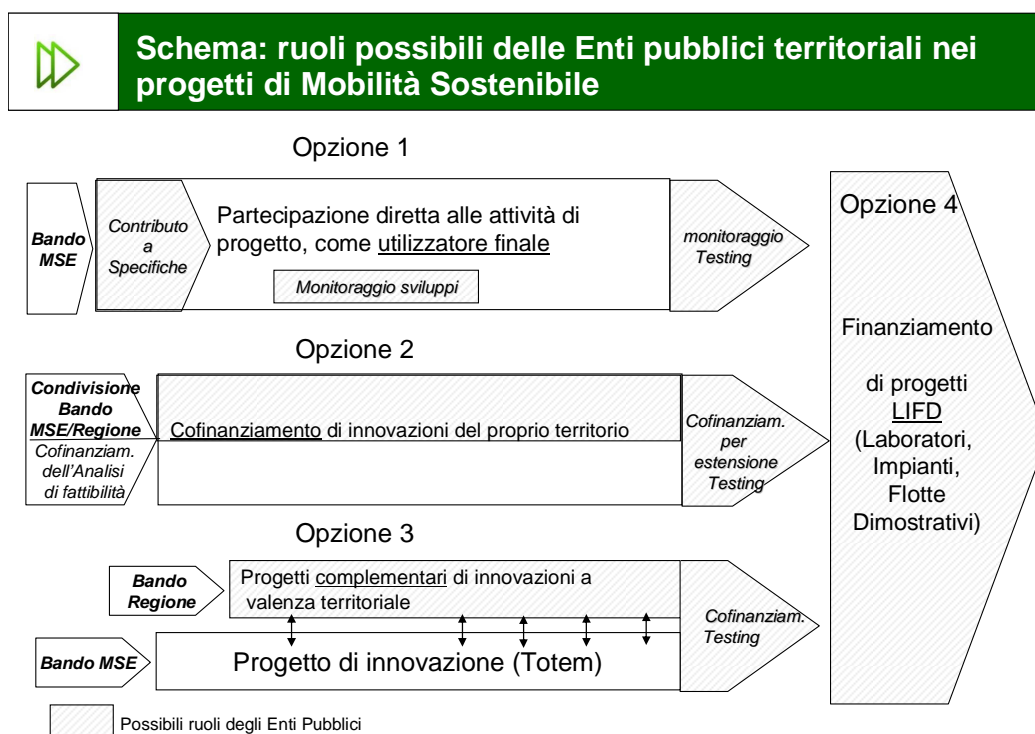 Schema: ruoli possibili delle Enti pubblici territoriali nei
progetti di Mobilità Sostenibile
Opzione 1
Bando
MSE
Contributo
a
Specifiche
Partecipazione diretta alle attività di
progetto, come utilizzatore finale
Monitoraggio sviluppi
monitoraggio
Testing
Opzione 2
Condivisione
Bando
MSE/Regione
Cofinanziam.
dell'Analisi
di fattibilità
Cofinanziamento di innovazioni del proprio territorio
Cofinanziam.
per
estensione
Testing
Opzione 3
Bando
Regione
Progetti complementari di innovazioni a
valenza territoriale
Bando MSE
Progetto di innovazione (Totem)
Cofinanziam.
Testing
Opzione 4
Finanziamento
di progetti
LIFD
(Laboratori,
Impianti,
Flotte
Dimostrativi)
Possibili ruoli degli Enti Pubblici